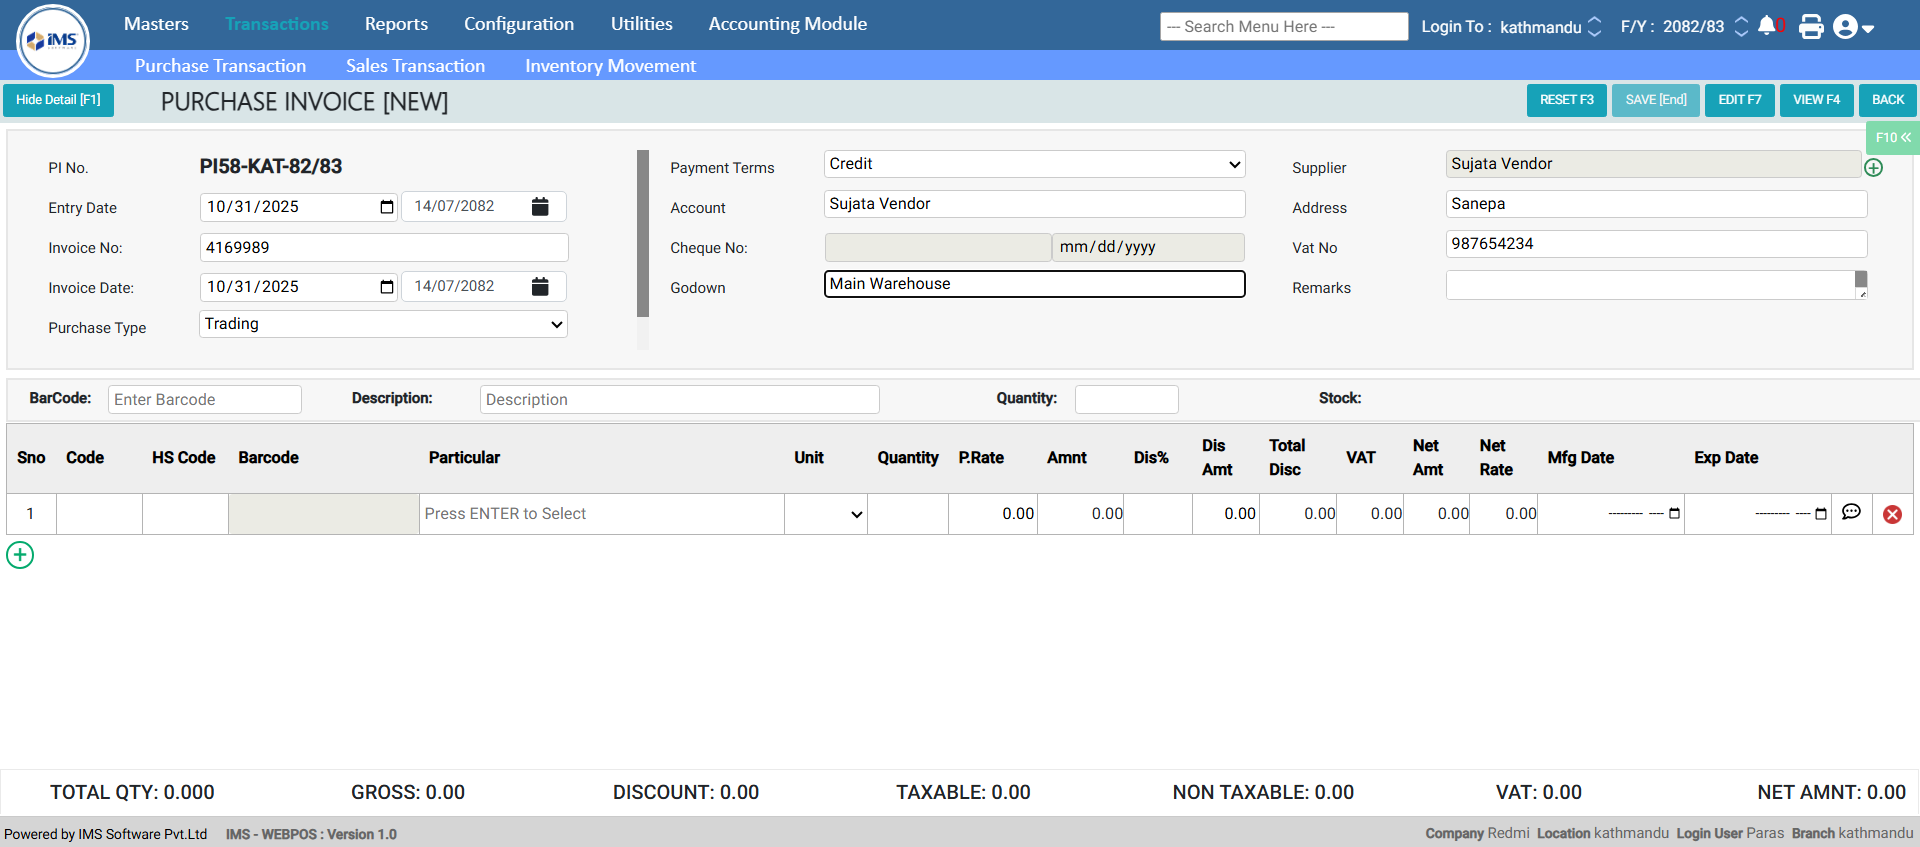 Masters Transactions Reports Configuration Utilities Accounting Module --- Search Menu Here --- Login To : kathmandu F/Y : 2082/83 0
iMS
SOFTWARE
Purchase Transaction Sales Transaction Inventory Movement
Hide Detail [F1] PURCHASE INVOICE [NEW] RESET F3 SAVE [End] EDIT F7 VIEW F4 BACK
F10 «
PI No. PI58-KAT-82/83 Payment Terms Credit Supplier Sujata Vendor
Entry Date 10/31/2025 14/07/2082 Account Sujata Vendor Address Sanepa
Invoice No: 4169989 Cheque No: mm/dd/yyyy Vat No 987654234
Invoice Date: 10/31/2025 14/07/2082 Godown Main Warehouse Remarks
Purchase Type Trading
BarCode: Enter Barcode Description: Description Quantity: Stock:
Sno Code HS Code Barcode Particular Unit Quantity P.Rate Amnt Dis% Dis Amt Total Disc VAT Net Amt Net Rate Mfg Date Exp Date
1 Press ENTER to Select 0.00 0.00 0.00 0.00 0.00 0.00 0.00 --------- ---- --------- ----
TOTAL QTY: 0.000 GROSS: 0.00 DISCOUNT: 0.00 TAXABLE: 0.00 NON TAXABLE: 0.00 VAT: 0.00 NET AMNT: 0.00
Powered by IMS Software Pvt.Ltd IMS - WEBPOS : Version 1.0 Company Redmi Location kathmandu Login User Paras Branch kathmandu